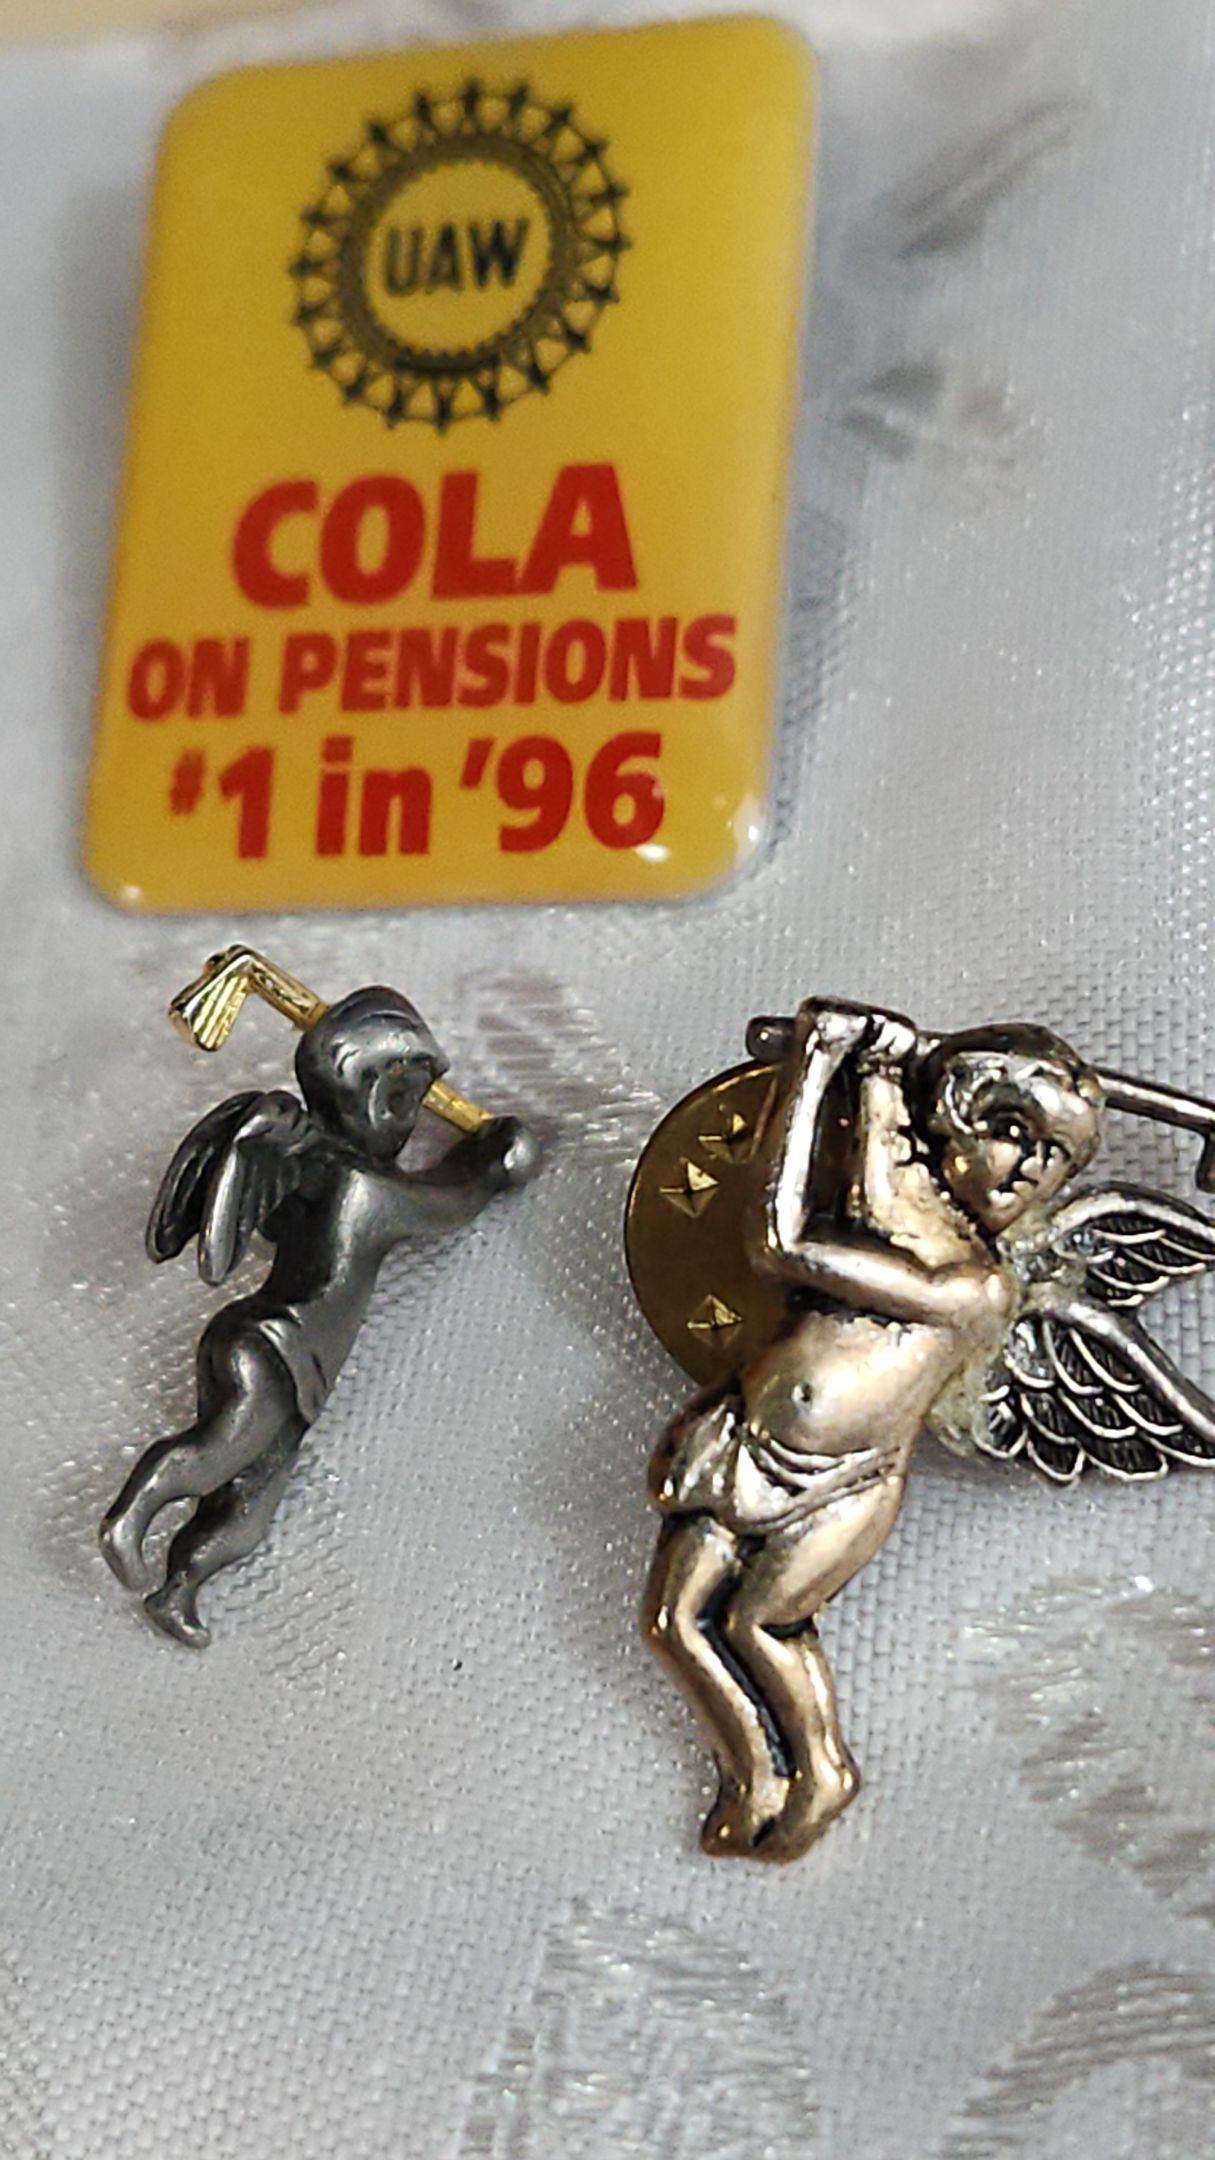 UAW
COLA
ON PENSIONS
#1 in '96